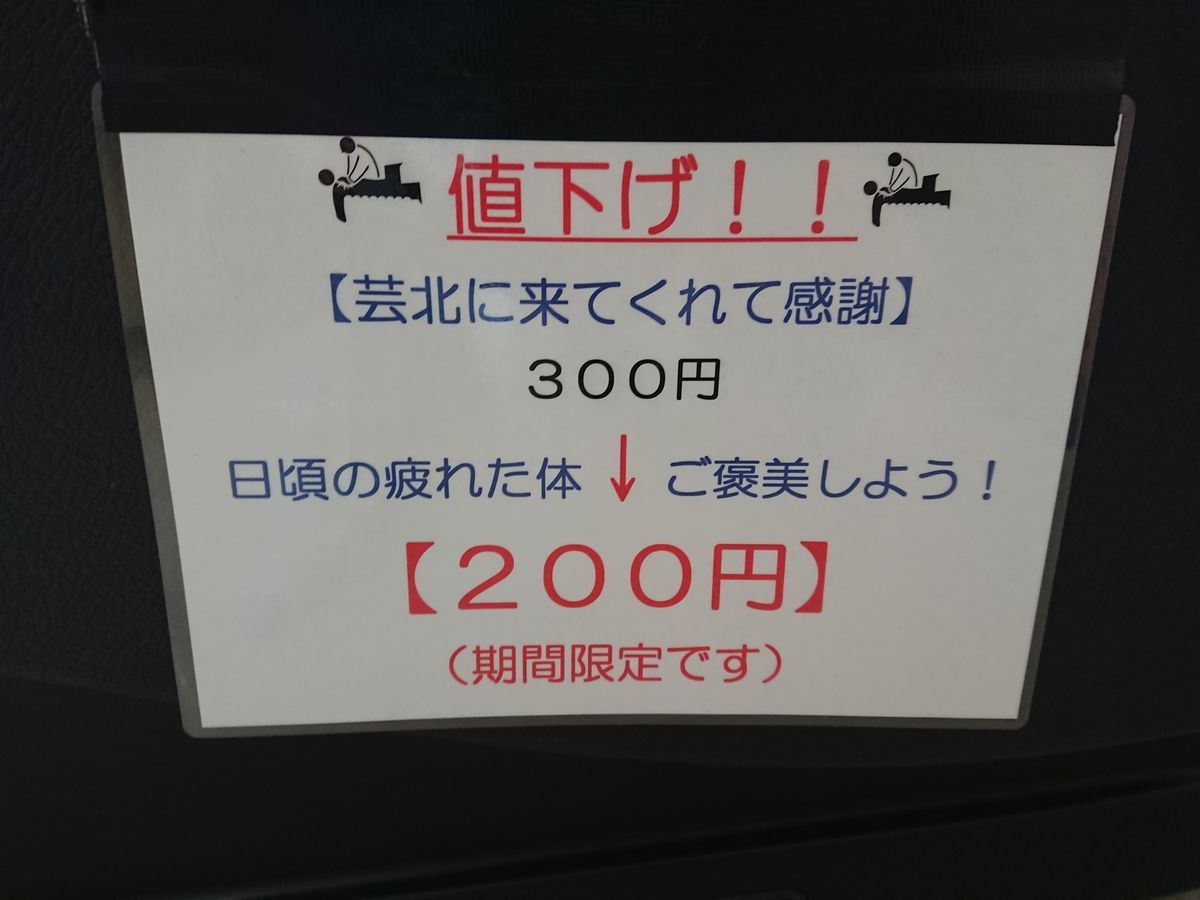 値下げ！！
【芸北に来てくれて感謝】
３００円
日頃の疲れた体 ↓ ご褒美しよう！
【２００円】
（期間限定です）